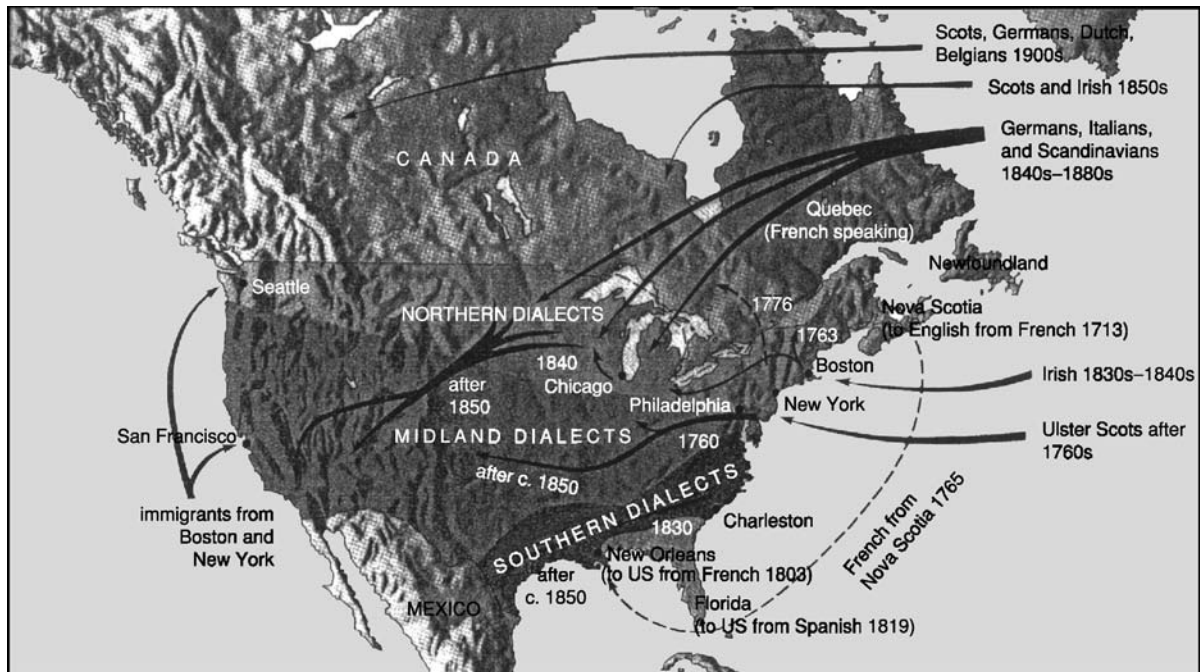 Scots, Germans, Dutch,
Belgians 1900s
Scots and Irish 1850s
Germans, Italians,
and Scandinavians
1840s–1880s
CANADA
Quebec
(French speaking)
Newfoundland
Seattle
NORTHERN DIALECTS
1776
Nova Scotia
(to English from French 1713)
1763
Boston
1840
Chicago
after
1850
Irish 1830s–1840s
Philadelphia
New York
San Francisco
MIDLAND DIALECTS
1760
Ulster Scots after
1760s
after c. 1850
SOUTHERN DIALECTS
immigrants from
Boston and
New York
1830
Charleston
French from
Nova Scotia 1765
New Orleans
(to US from French 1803)
after
c. 1850
MEXICO
Florida
(to US from Spanish 1819)